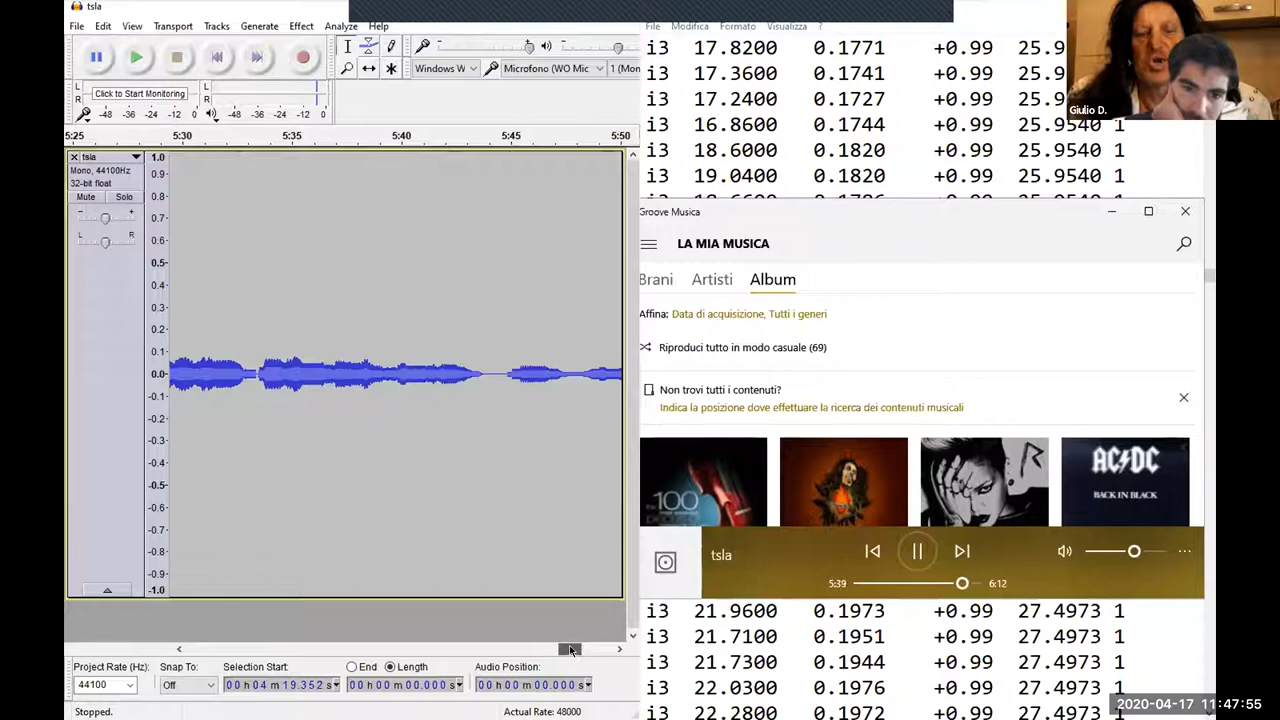 tsla
File Edit View Transport Tracks Generate Effect Analyze Help
L
R
Click to Start Monitoring
-48 -36 -24 -12 0
L
R
-48 -36 -24 -12 0
Windows W
Microfono (WO Mic
1 (Mon
5:25 5:30 5:35 5:40 5:45 5:50
tsla
Mono, 44100Hz
32-bit float
Mute Solo
- +
L R
1.0
0.9
0.8
0.7
0.6
0.5
0.4
0.3
0.2
0.1
0.0
-0.1
-0.2
-0.3
-0.4
-0.5
-0.6
-0.7
-0.8
-0.9
-1.0
Project Rate (Hz): Snap To: Selection Start: End Length Audio Position:
44100 Off 00 h 04 m 19.352 s 00 h 00 m 00.000 s 00 h 00 m 00.000 s
Stopped. Actual Rate: 48000
File Modifica Formato Visualizza ?
i3 17.8200 0.1771 +0.99 25.9
i3 17.3600 0.1741 +0.99 25.9
i3 17.2400 0.1727 +0.99 25.9
i3 16.8600 0.1744 +0.99 25.9540 1
i3 18.6000 0.1820 +0.99 25.9540 1
i3 19.0400 0.1820 +0.99 25.9540 1
Giulio D.
Groove Musica
LA MIA MUSICA
Brani Artisti Album
Affina: Data di acquisizione, Tutti i generi
Riproduci tutto in modo casuale (69)
Non trovi tutti i contenuti?
Indica la posizione dove effettuare la ricerca dei contenuti musicali
100
R
AC/DC
BACK IN BLACK
tsla
5:39 6:12
i3 21.9600 0.1973 +0.99 27.4973 1
i3 21.7100 0.1951 +0.99 27.4973 1
i3 21.7300 0.1944 +0.99 27.4973 1
i3 22.0300 0.1976 +0.99 27.4973 1
i3 22.2800 0.1972 +0.99 27.4973 1
2020-04-17 11:47:55